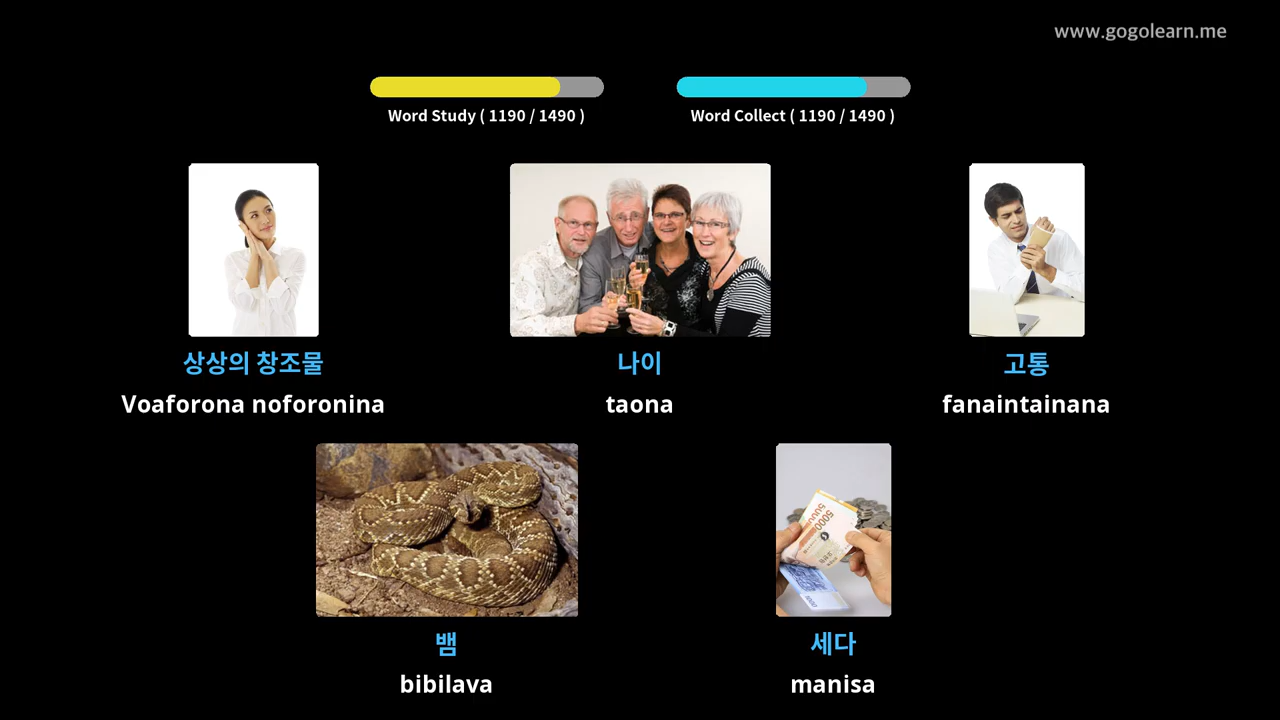 www.gogolearn.me
Word Study ( 1190 / 1490 )
Word Collect ( 1190 / 1490 )
상상의 창조물
Voaforona noforonina
나이
taona
고통
fanaintainana
5000
뱀
bibilava
세다
manisa